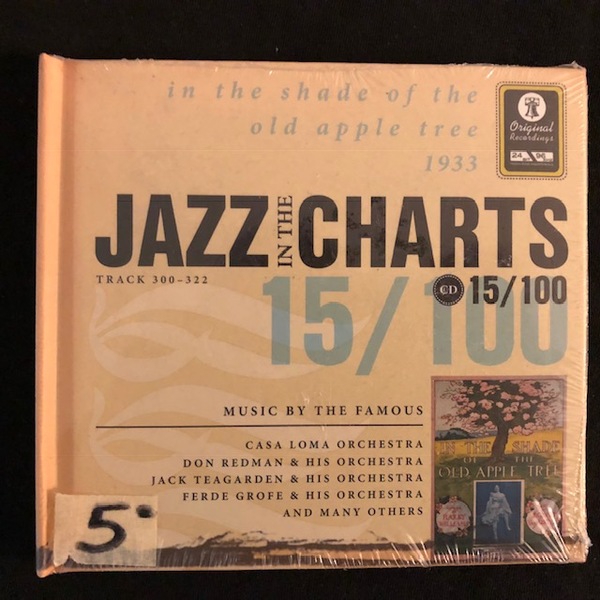 in the shade of the
old apple tree
1933
Original
Recordings
24 96
JAZZ IN THE CHARTS
TRACK 300–322
CD 15/100
15/100
MUSIC BY THE FAMOUS
CASA LOMA ORCHESTRA
DON REDMAN & HIS ORCHESTRA
JACK TEAGARDEN & HIS ORCHESTRA
FERDE GROFE & HIS ORCHESTRA
AND MANY OTHERS
IN THE SHADE
OF THE
OLD APPLE TREE
5